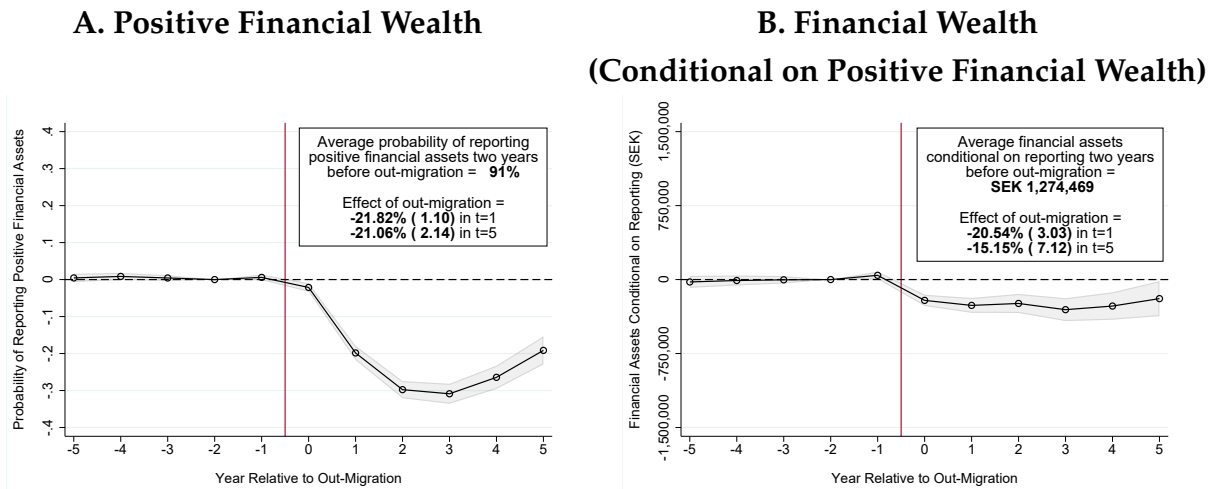 A. Positive Financial Wealth
Probability of Reporting Positive Financial Assets
.4
.3
.2
.1
0
-.1
-.2
-.3
-.4
Average probability of reporting
positive financial assets two years
before out-migration = 91%
Effect of out-migration =
-21.82% ( 1.10) in t=1
-21.06% ( 2.14) in t=5
-5 -4 -3 -2 -1 0 1 2 3 4 5
Year Relative to Out-Migration
B. Financial Wealth
(Conditional on Positive Financial Wealth)
Financial Assets Conditional on Reporting (SEK)
1,500,000
750,000
0
-750,000
-1,500,000
Average financial assets
conditional on reporting two years
before out-migration =
SEK 1,274,469
Effect of out-migration =
-20.54% ( 3.03) in t=1
-15.15% ( 7.12) in t=5
-5 -4 -3 -2 -1 0 1 2 3 4 5
Year Relative to Out-Migration